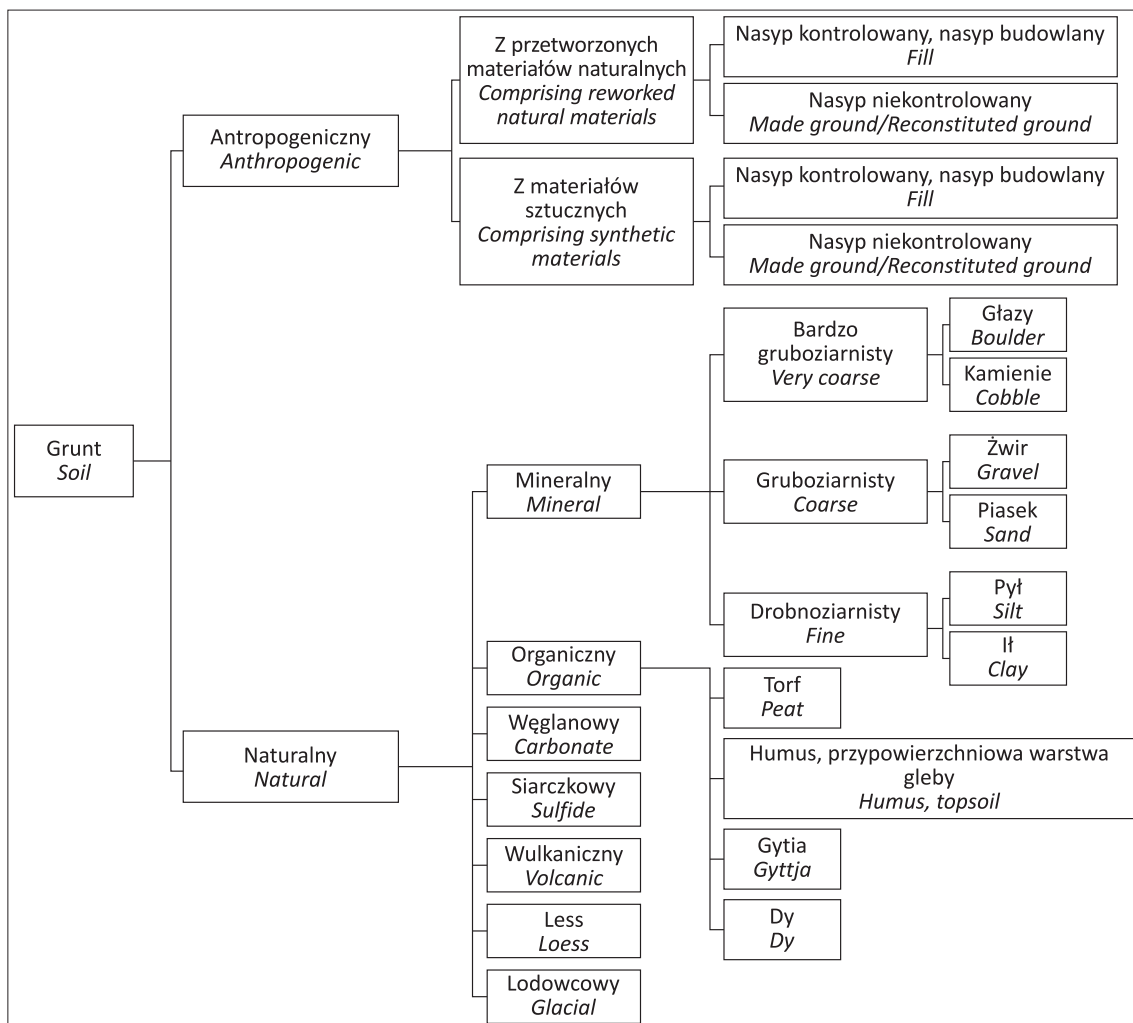 Grunt
Soil
Antropogeniczny
Anthropogenic
Z przetworzonych
materiałów naturalnych
Comprising reworked
natural materials
Nasyp kontrolowany, nasyp budowlany
Fill
Nasyp niekontrolowany
Made ground/Reconstituted ground
Z materiałów
sztucznych
Comprising synthetic
materials
Nasyp kontrolowany, nasyp budowlany
Fill
Nasyp niekontrolowany
Made ground/Reconstituted ground
Naturalny
Natural
Mineralny
Mineral
Bardzo
gruboziarnisty
Very coarse
Głazy
Boulder
Kamienie
Cobble
Gruboziarnisty
Coarse
Żwir
Gravel
Piasek
Sand
Drobnoziarnisty
Fine
Pył
Silt
Ił
Clay
Organiczny
Organic
Torf
Peat
Humus, przypowierzchniowa warstwa
gleby
Humus, topsoil
Gytia
Gyttja
Dy
Dy
Węglanowy
Carbonate
Siarczkowy
Sulfide
Wulkaniczny
Volcanic
Less
Loess
Lodowcowy
Glacial